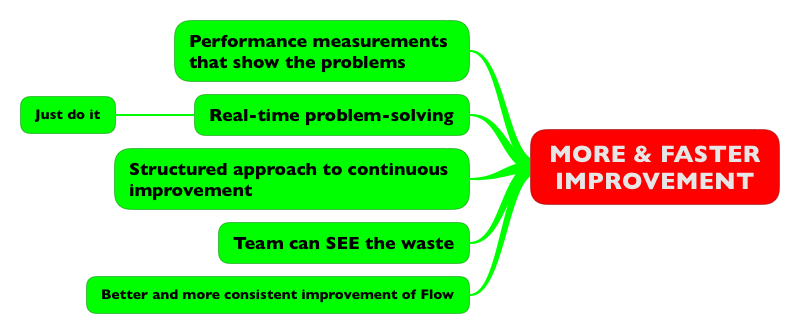 Performance measurements
that show the problems
Just do it
Real-time problem-solving
Structured approach to continuous
improvement
Team can SEE the waste
Better and more consistent improvement of Flow
MORE & FASTER
IMPROVEMENT